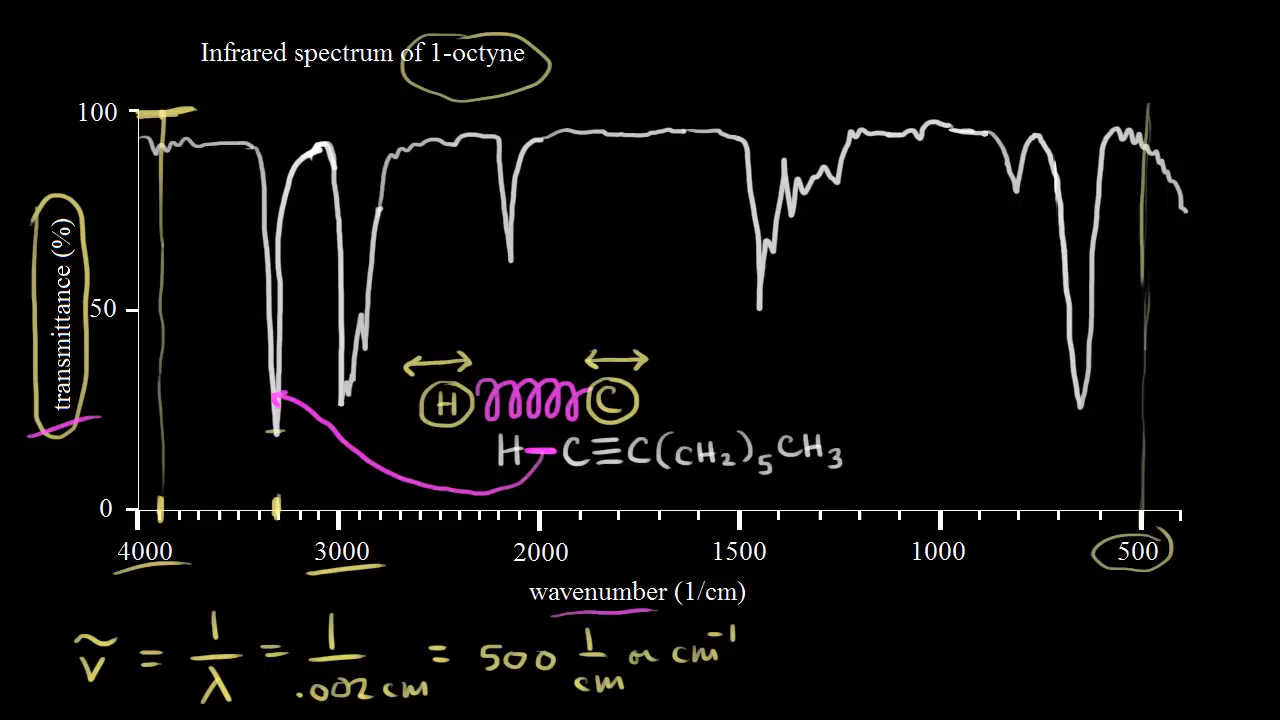 Infrared spectrum of 1-octyne
100
50
0
transmittance (%)
H C
H-C≡C(CH₂)₅CH₃
4000 3000 2000 1500 1000 500
wavenumber (1/cm)
ṽ = 1/λ = 1/.002 cm = 500 1/cm or cm⁻¹